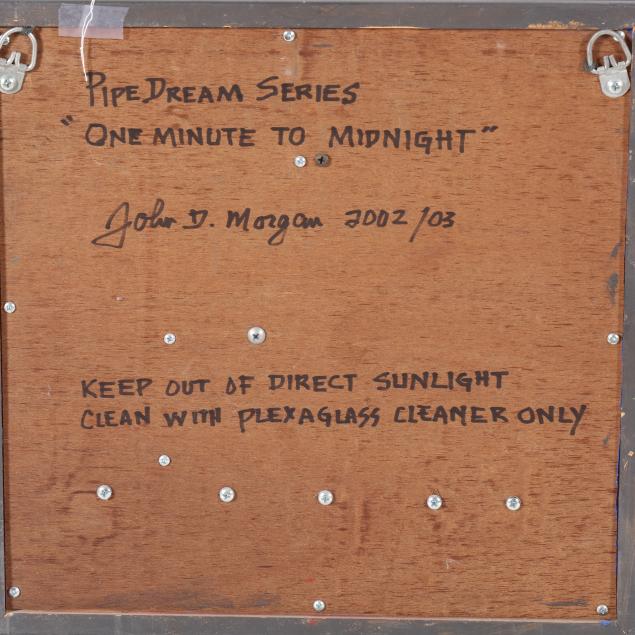 PIPE DREAM SERIES
"ONE MINUTE TO MIDNIGHT"
John D. Morgan 2002/03
KEEP OUT OF DIRECT SUNLIGHT
CLEAN WITH PLEXAGLASS CLEANER ONLY